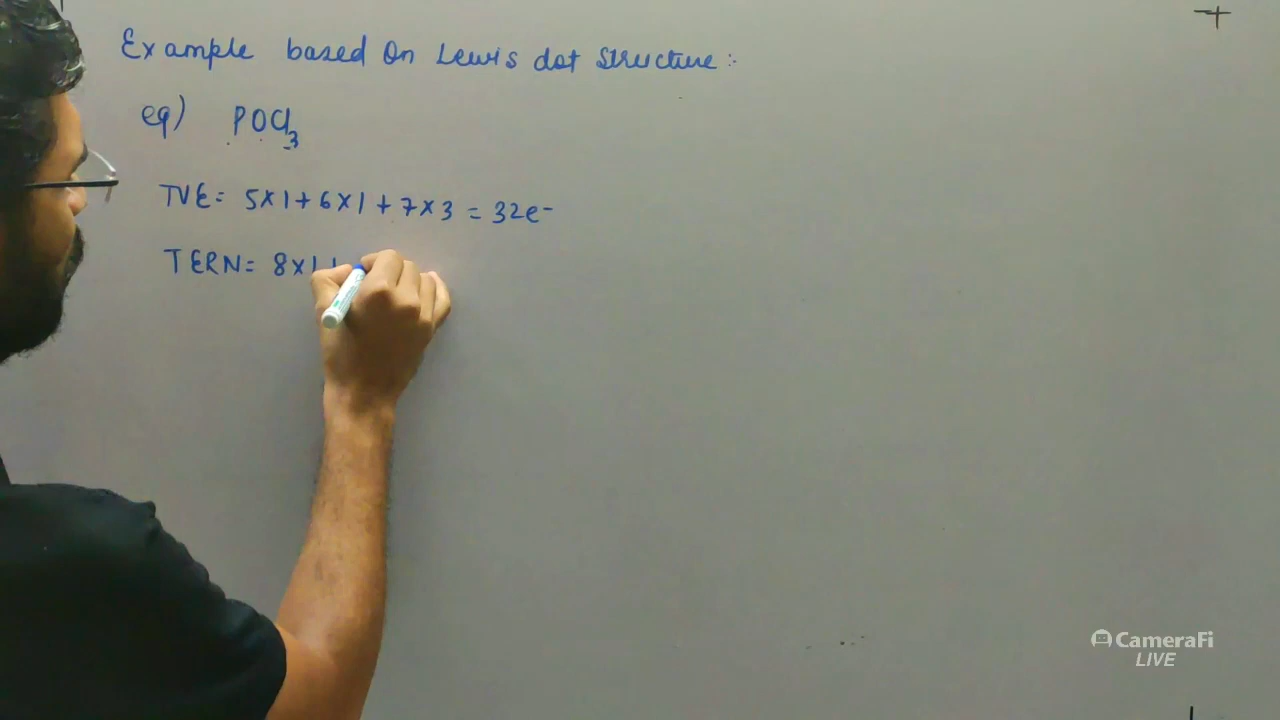 Example based On Lewis dot Structure :-
eg) POCl3
TVE = 5×1 + 6×1 + 7×3 = 32e-
TERN = 8×1
CameraFi
LIVE